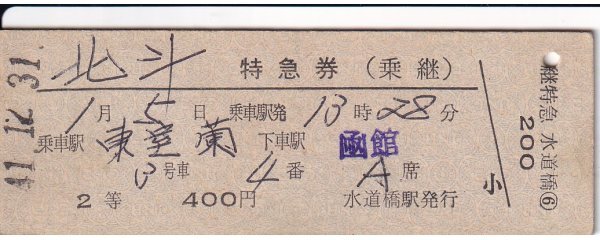 41.12.31.
北斗 特急券（乗継）
1月5日 乗車駅発 13時28分
乗車駅 東室蘭 下車駅 函館
3号車 4番 A席
2等 400円 水道橋駅発行
小
継特急 水道橋⑥
200